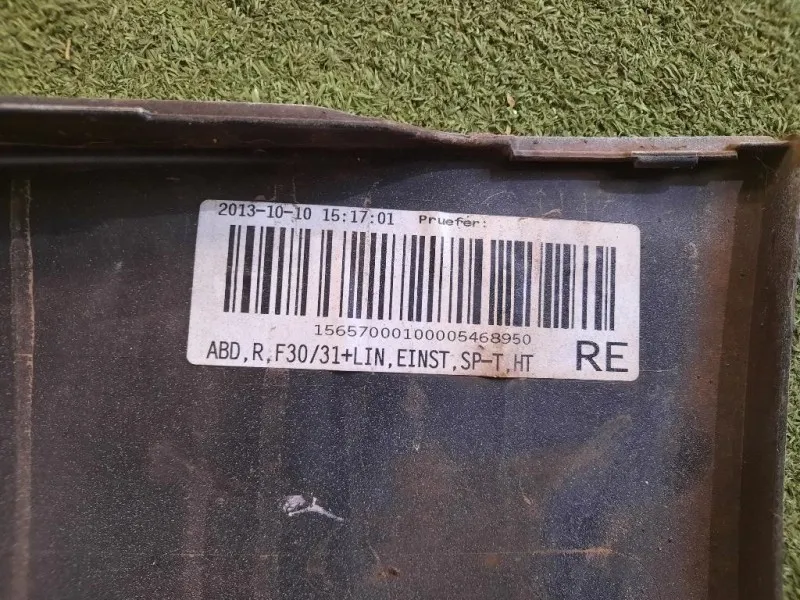 2013-10-10 15:17:01 Pruefer:
15657000100005468950
ABD,R,F30/31+LIN,EINST,SP-T,HT RE